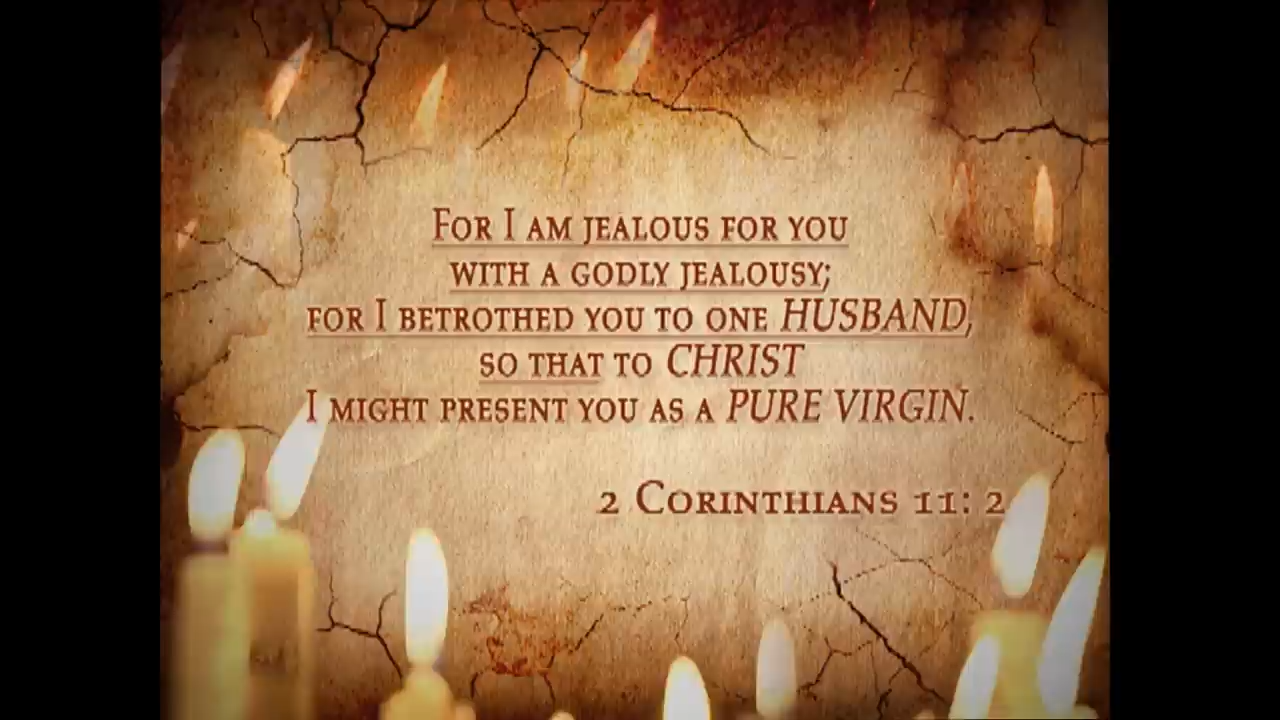 For I am jealous for you
with a godly jealousy;
for I betrothed you to one HUSBAND,
so that to CHRIST
I might present you as a PURE VIRGIN.
2 Corinthians 11: 2